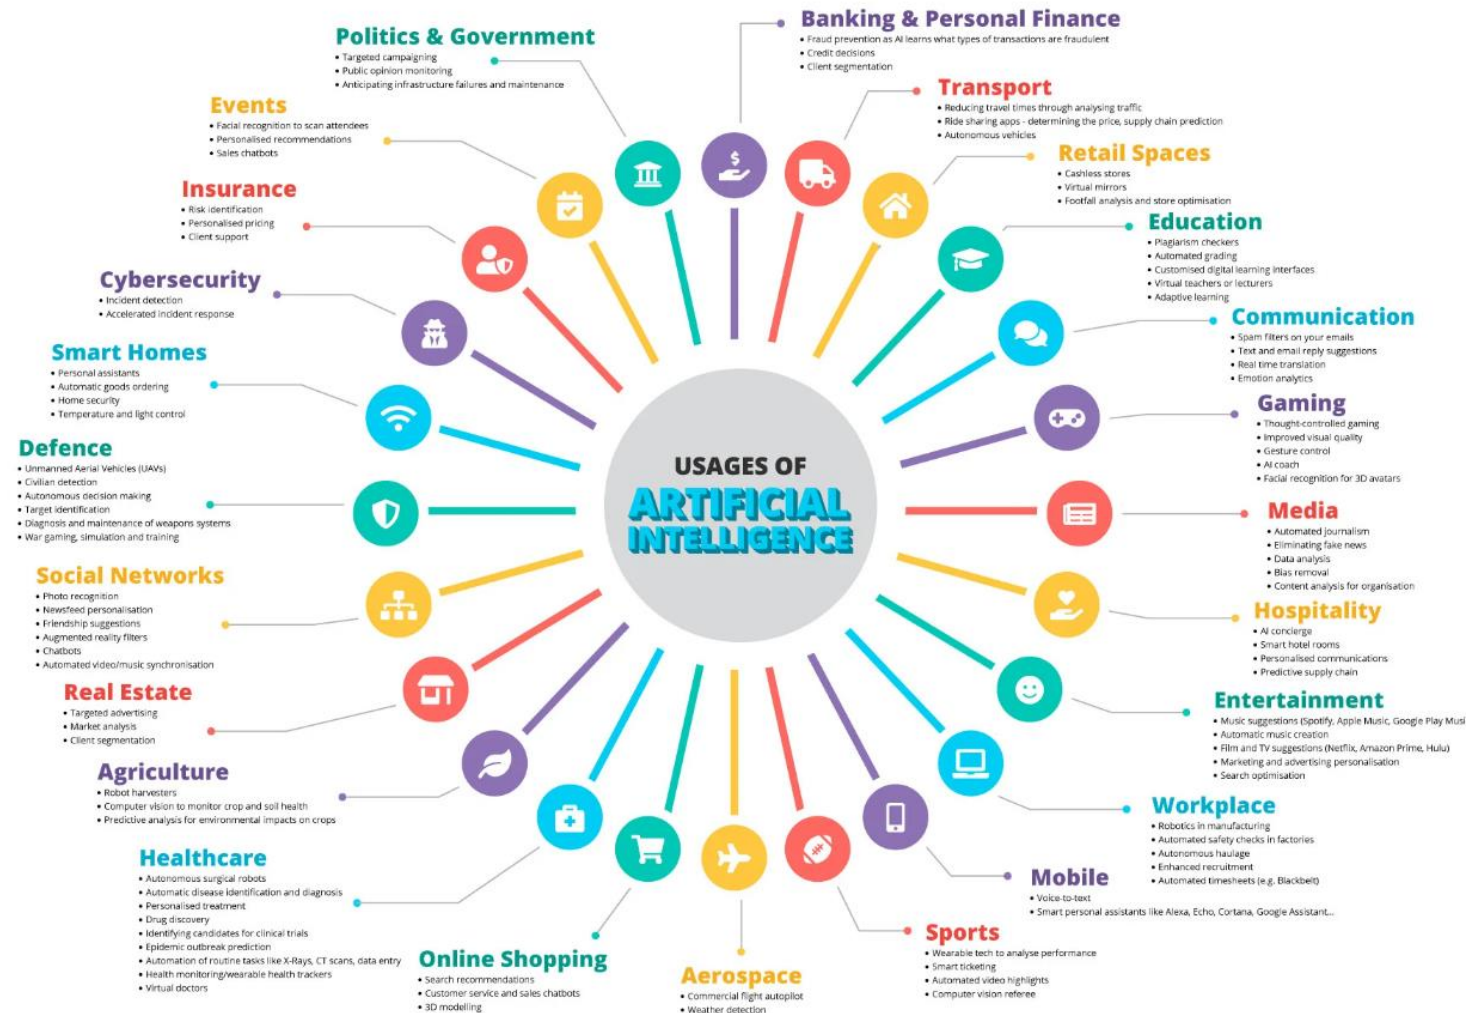 USAGES OF
ARTIFICIAL
INTELLIGENCE
Banking & Personal Finance
• Fraud prevention as AI learns what types of transactions are fraudulent
• Credit decisions
• Client segmentation
Transport
• Reducing travel times through analysing traffic
• Ride sharing apps - determining the price, supply chain prediction
• Autonomous vehicles
Retail Spaces
• Cashless stores
• Virtual mirrors
• Footfall analysis and store optimisation
Education
• Plagiarism checkers
• Automated grading
• Customised digital learning interfaces
• Virtual teachers or lecturers
• Adaptive learning
Communication
• Spam filters on your emails
• Text and email reply suggestions
• Real time translation
• Emotion analytics
Gaming
• Thought-controlled gaming
• Improved visual quality
• Gesture control
• AI coach
• Facial recognition for 3D avatars
Media
• Automated journalism
• Eliminating fake news
• Data analysis
• Bias removal
• Content analysis for organisation
Hospitality
• AI concierge
• Smart hotel rooms
• Personalised communications
• Predictive supply chain
Entertainment
• Music suggestions (Spotify, Apple Music, Google Play Musi
• Automatic music creation
• Film and TV suggestions (Netflix, Amazon Prime, Hulu)
• Marketing and advertising personalisation
• Search optimisation
Workplace
• Robotics in manufacturing
• Automated safety checks in factories
• Autonomous haulage
• Enhanced recruitment
• Automated timesheets (e.g. Blackbelt)
Mobile
• Voice-to-text
• Smart personal assistants like Alexa, Echo, Cortana, Google Assistant...
Sports
• Wearable tech to analyse performance
• Smart ticketing
• Automated video highlights
• Computer vision referee
Aerospace
• Commercial flight autopilot
• Weather detection
Online Shopping
• Search recommendations
• Customer service and sales chatbots
• 3D modelling
Healthcare
• Autonomous surgical robots
• Automatic disease identification and diagnosis
• Personalised treatment
• Drug discovery
• Identifying candidates for clinical trials
• Epidemic outbreak prediction
• Automation of routine tasks like X-Rays, CT scans, data entry
• Health monitoring/wearable health trackers
• Virtual doctors
Agriculture
• Robot harvesters
• Computer vision to monitor crop and soil health
• Predictive analysis for environmental impacts on crops
Real Estate
• Targeted advertising
• Market analysis
• Client segmentation
Social Networks
• Photo recognition
• Newsfeed personalisation
• Friendship suggestions
• Augmented reality filters
• Chatbots
• Automated video/music synchronisation
Defence
• Unmanned Aerial Vehicles (UAVs)
• Civilian detection
• Autonomous decision making
• Target identification
• Diagnosis and maintenance of weapons systems
• War gaming, simulation and training
Smart Homes
• Personal assistants
• Automatic goods ordering
• Home security
• Temperature and light control
Cybersecurity
• Incident detection
• Accelerated incident response
Insurance
• Risk identification
• Personalised pricing
• Client support
Events
• Facial recognition to scan attendees
• Personalised recommendations
• Sales chatbots
Politics & Government
• Targeted campaigning
• Public opinion monitoring
• Anticipating infrastructure failures and maintenance
$